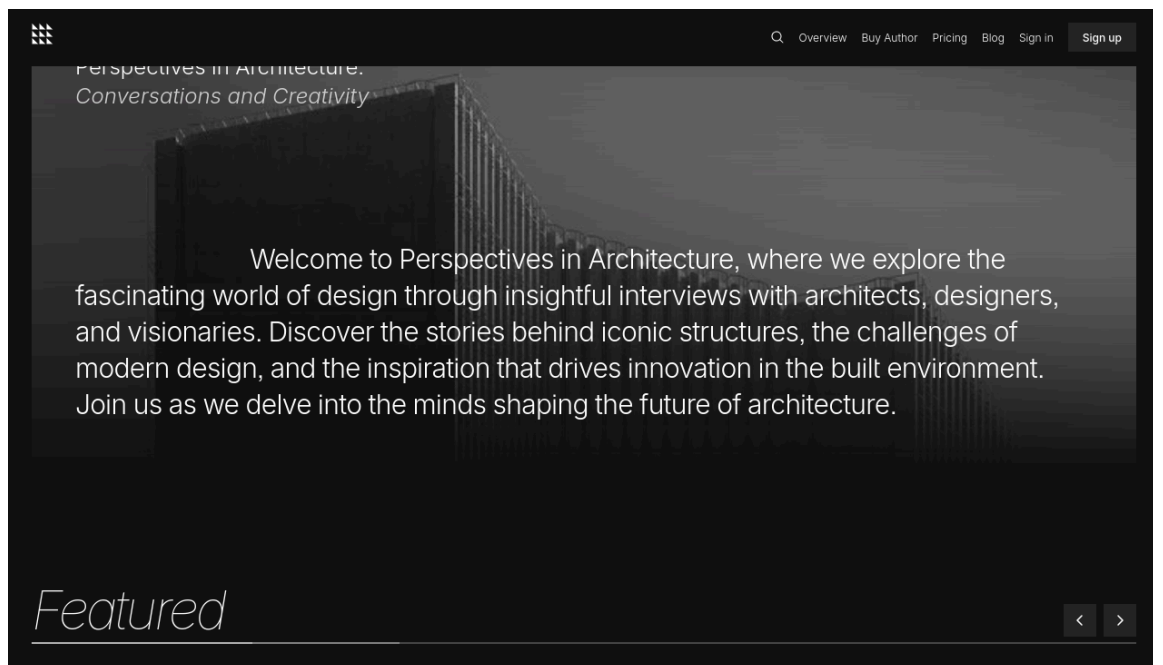 Overview Buy Author Pricing Blog Sign in Sign up
Perspectives in Architecture:
Conversations and Creativity
Welcome to Perspectives in Architecture, where we explore the
fascinating world of design through insightful interviews with architects, designers,
and visionaries. Discover the stories behind iconic structures, the challenges of
modern design, and the inspiration that drives innovation in the built environment.
Join us as we delve into the minds shaping the future of architecture.
Featured